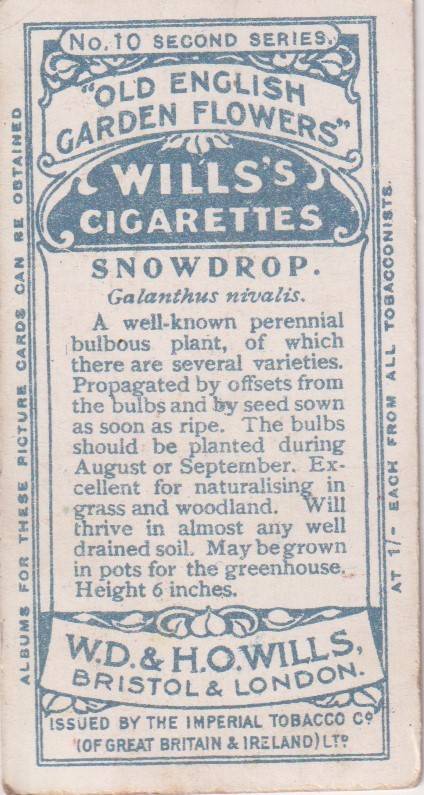 No. 10 SECOND SERIES.
"OLD ENGLISH
GARDEN FLOWERS"
WILLS'S
CIGARETTES
SNOWDROP.
Galanthus nivalis.
A well-known perennial
bulbous plant, of which
there are several varieties.
Propagated by offsets from
the bulbs and by seed sown
as soon as ripe. The bulbs
should be planted during
August or September. Ex-
cellent for naturalising in
grass and woodland. Will
thrive in almost any well
drained soil. May be grown
in pots for the greenhouse.
Height 6 inches.
W.D. & H.O. WILLS,
BRISTOL & LONDON.
ISSUED BY THE IMPERIAL TOBACCO Co
(OF GREAT BRITAIN & IRELAND) LTD
ALBUMS FOR THESE PICTURE CARDS CAN BE OBTAINED
AT 1/- EACH FROM ALL TOBACCONISTS.